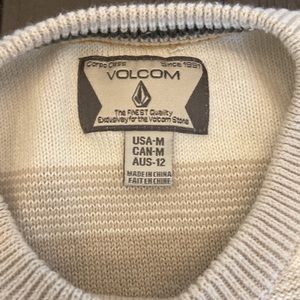 Corpo Class Since 1991
VOLCOM
The FINEST Quality
Exclusively for the Volcom Stone
USA-M
CAN-M
AUS-12
MADE IN CHINA
FAIT EN CHINE